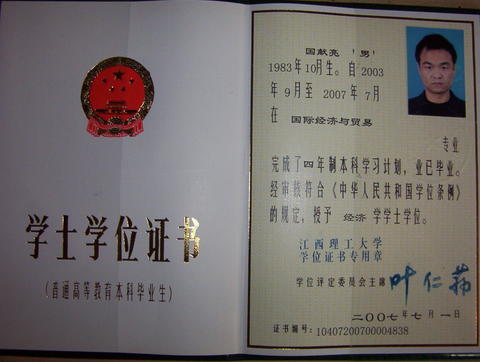 学士学位证书
(普通高等教育本科毕业生)
国献亮 (男)
1983年10月生。自2003
年9月至2007年7月
在 国际经济与贸易
专业
完成了四年制本科学习计划，业已毕业。
经审核符合《中华人民共和国学位条例》
的规定，授予 经济 学学士学位。
江西理工大学
学位证书专用章
学位评定委员会主席 叶仁荪
二〇〇七年七月一日
证书编号：10407200700004838